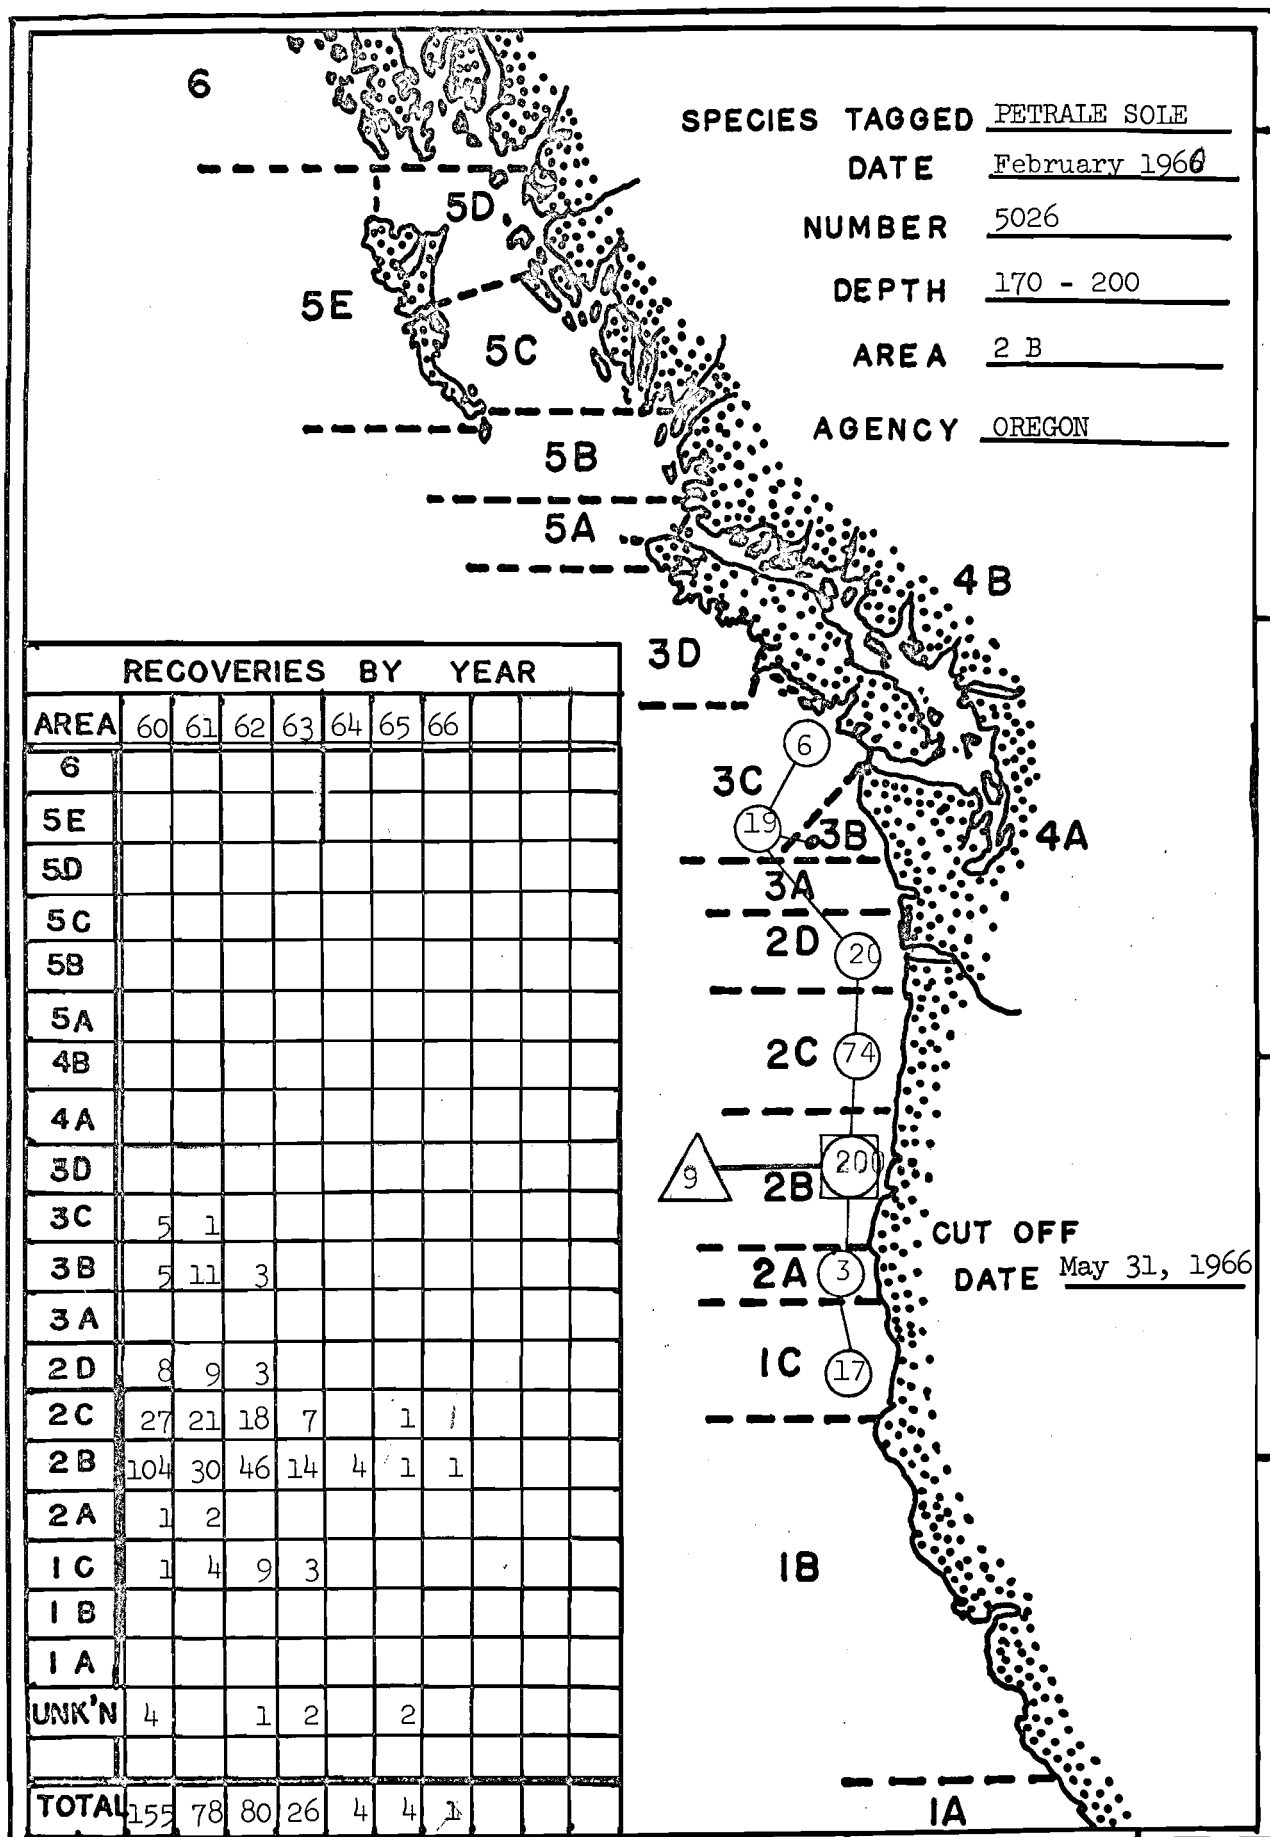 6
SPECIES TAGGED PETRALE SOLE
DATE February 1960
5D
NUMBER 5026
5E
DEPTH 170 - 200
5C
AREA 2 B
AGENCY OREGON
5B
5A
4B
3D
RECOVERIES BY YEAR
AREA 60 61 62 63 64 65 66
6
5E
5D
5C
5B
5A
4B
4A
3D
3C 5 1
3B 5 11 3
3A
2D 8 9 3
2C 27 21 18 7 1 1
2B 104 30 46 14 4 1 1
2A 1 2
1C 1 4 9 3
1B
1A
UNK'N 4 1 2 2
TOTAL 155 78 80 26 4 4
6
3C
19
3B
4A
3A
2D 20
2C 74
9
200
2B
CUT OFF
2A 3
DATE May 31, 1966
1C 17
1B
1A